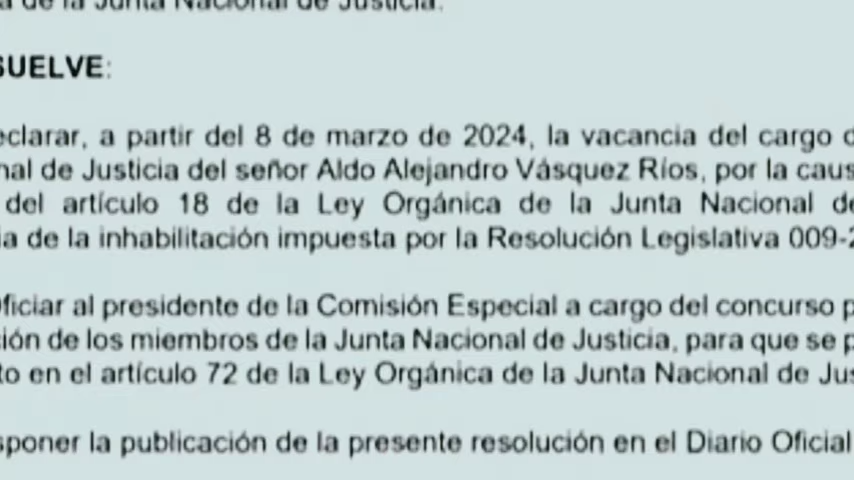 a de la Junta Nacional de Justicia.
SUELVE:
eclarar, a partir del 8 de marzo de 2024, la vacancia del cargo d
nal de Justicia del señor Aldo Alejandro Vásquez Ríos, por la caus
del artículo 18 de la Ley Orgánica de la Junta Nacional de
ia de la inhabilitación impuesta por la Resolución Legislativa 009-2
Oficiar al presidente de la Comisión Especial a cargo del concurso p
ción de los miembros de la Junta Nacional de Justicia, para que se p
to en el artículo 72 de la Ley Orgánica de la Junta Nacional de Jus
sponer la publicación de la presente resolución en el Diario Oficial